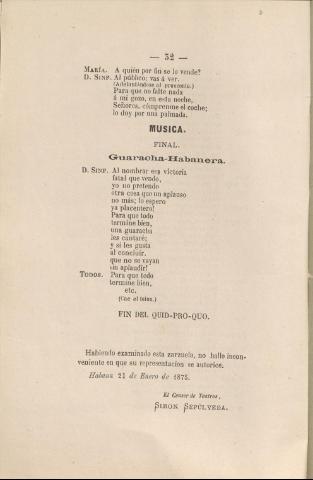 — 32 —
MARÍA. A quién por fin se lo vende?
D. SINF. Al público; vas á ver.
(Adelantándose al proscenio.)
Para que no falte nada
á mi gozo, en esta noche,
Señores, cómprenme el coche;
lo doy por una palmada.
MUSICA.
FINAL.
Guaracha-Habanera.
D. SINF. Al nombrar esa victoria
fatal que vendo,
yo no pretendo
otra cosa que un aplauso
no más; lo espero
ya placentero!
Para que todo
termine bien,
una guaracha
les cantaré;
y si les gusta
al concluir,
que no se vayan
sin aplaudir!
TODOS. Para que todo
termine bien,
etc.
(Cae el telon.)
FIN DEL QUID-PRO-QUO.
Habiendo examinado esta zarzuela, no hallo incon-
veniente en que su representacion se autorice.
Habana 21 de Enero de 1875.
El Censor de Teatros,
SIMON SEPÚLVEDA.